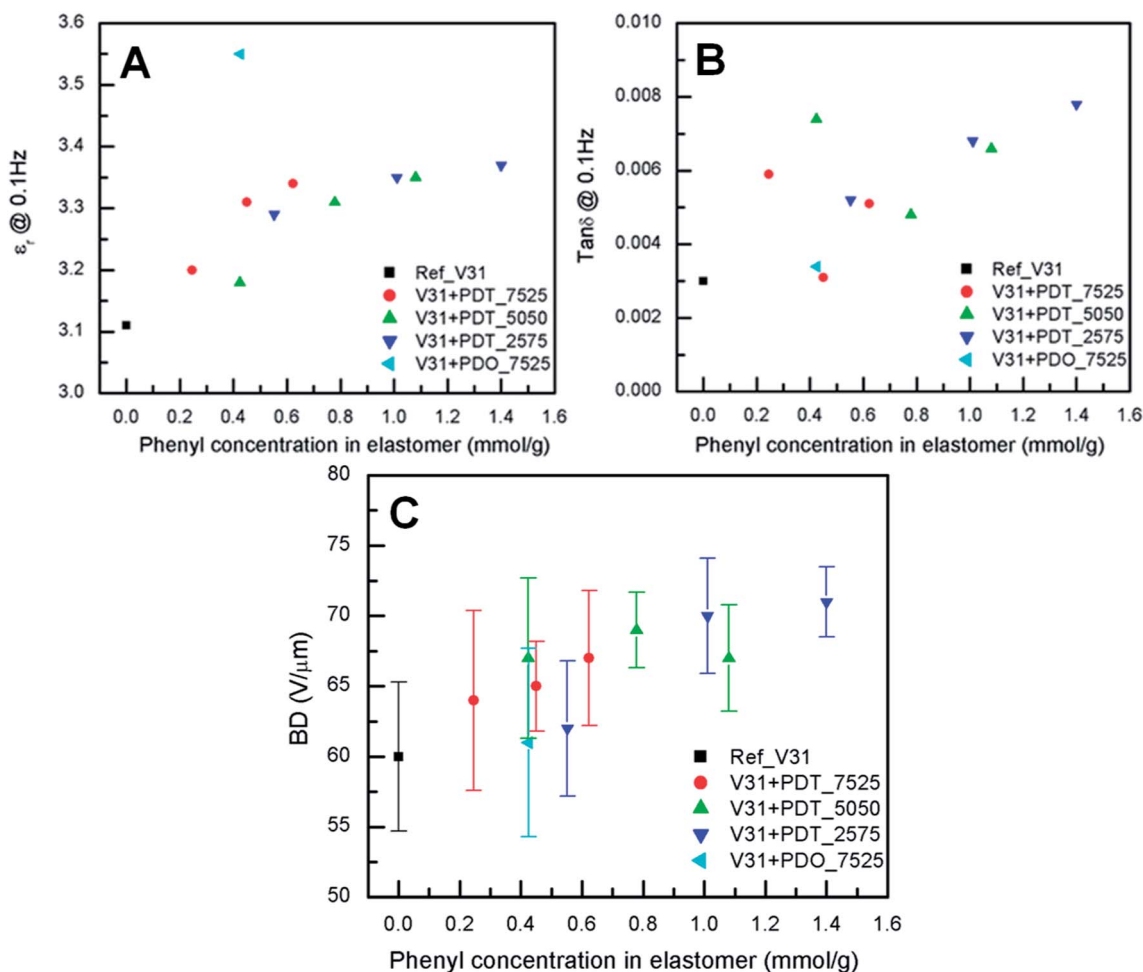 A
3.6
3.5
3.4
3.3
3.2
3.1
3.0
εr @ 0.1Hz
0.0 0.2 0.4 0.6 0.8 1.0 1.2 1.4 1.6
Phenyl concentration in elastomer (mmol/g)
Ref_V31
V31+PDT_7525
V31+PDT_5050
V31+PDT_2575
V31+PDO_7525
B
0.010
0.008
0.006
0.004
0.002
0.000
Tanδ @ 0.1Hz
0.0 0.2 0.4 0.6 0.8 1.0 1.2 1.4 1.6
Phenyl concentration in elastomer (mmol/g)
Ref_V31
V31+PDT_7525
V31+PDT_5050
V31+PDT_2575
V31+PDO_7525
C
80
75
70
65
60
55
50
BD (V/μm)
0.0 0.2 0.4 0.6 0.8 1.0 1.2 1.4 1.6
Phenyl concentration in elastomer (mmol/g)
Ref_V31
V31+PDT_7525
V31+PDT_5050
V31+PDT_2575
V31+PDO_7525